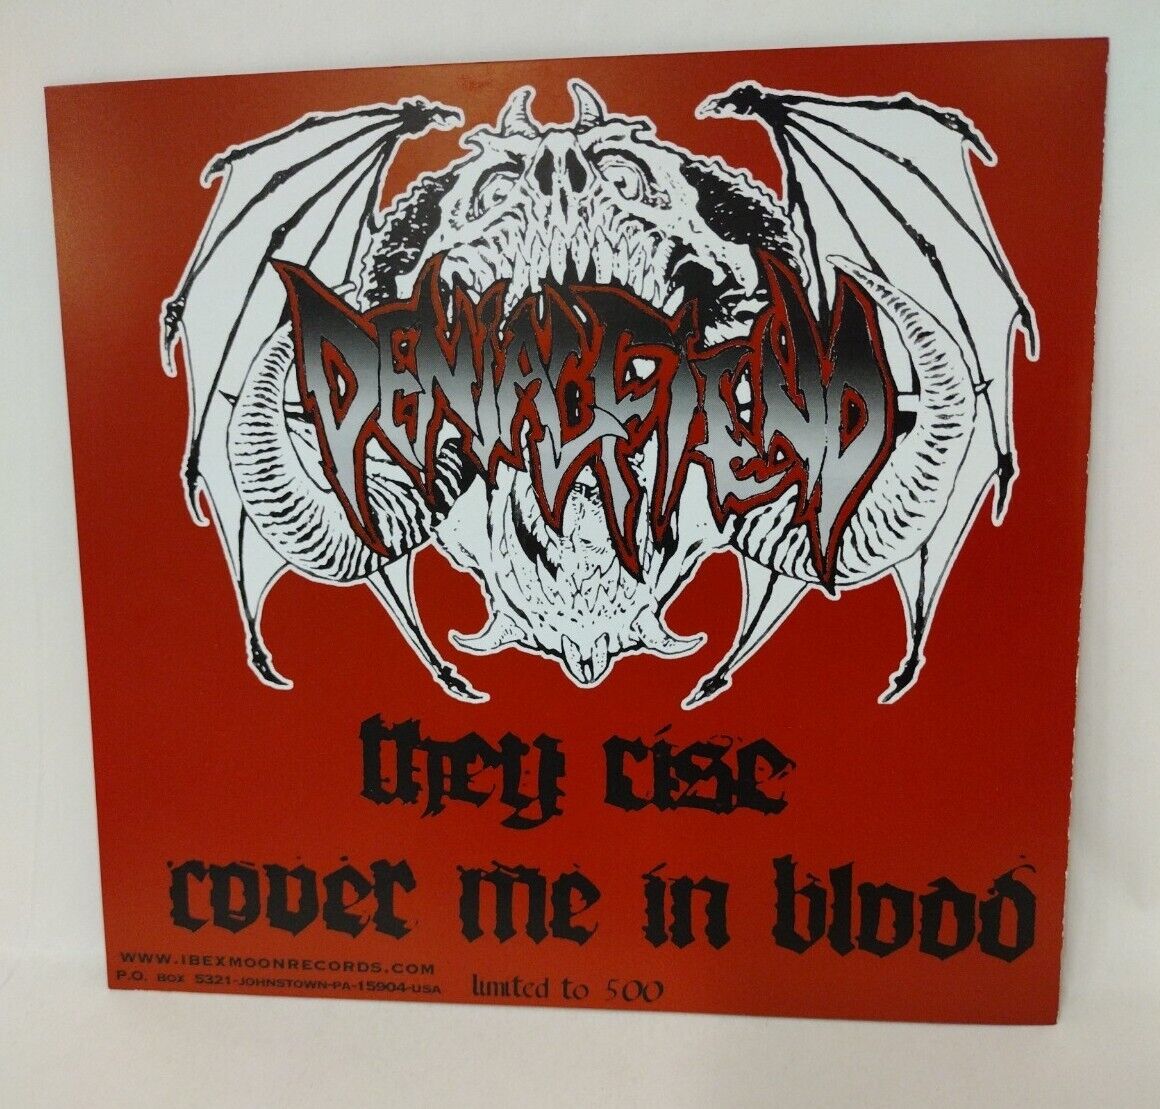 DENIAL FIEND
they rise
cover me in blood
WWW.IBEXMOONRECORDS.COM
P.O. BOX 5321-JOHNSTOWN-PA-15904-USA
limited to 500